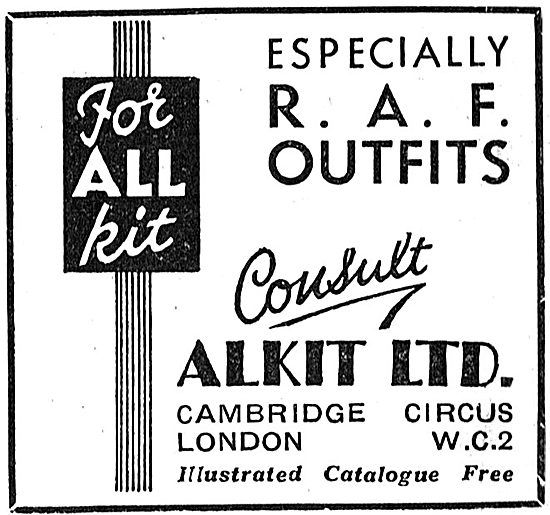 For
ALL
kit
ESPECIALLY
R. A. F.
OUTFITS
Consult
ALKIT LTD.
CAMBRIDGE CIRCUS
LONDON W.C.2
Illustrated Catalogue Free